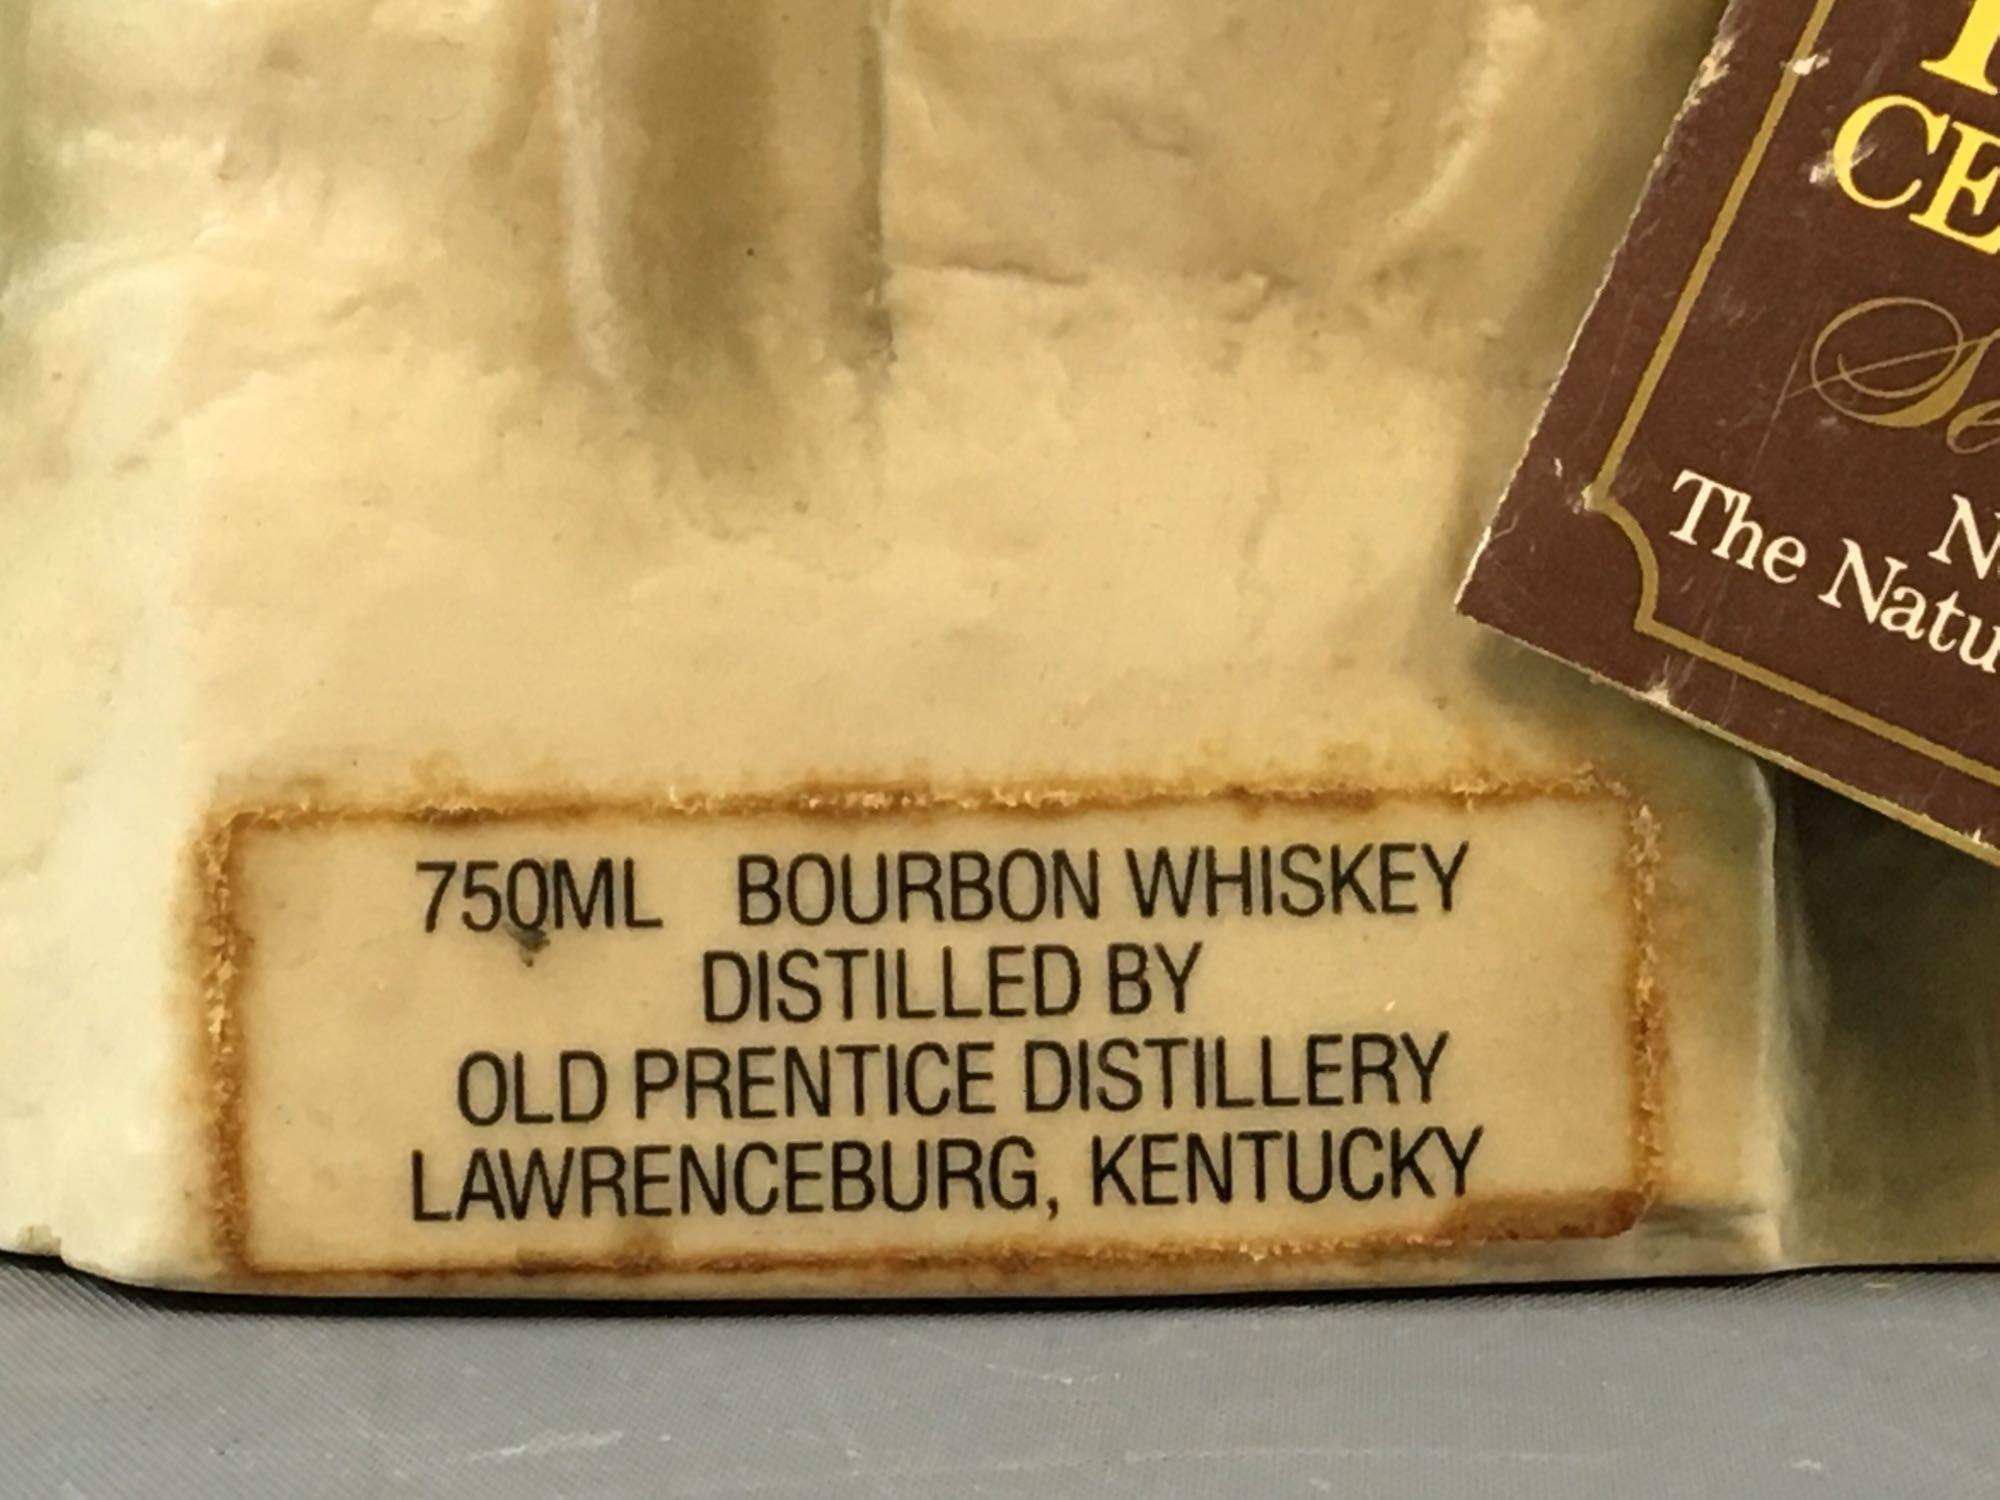 CE
The Natu
750ML BOURBON WHISKEY
DISTILLED BY
OLD PRENTICE DISTILLERY
LAWRENCEBURG, KENTUCKY